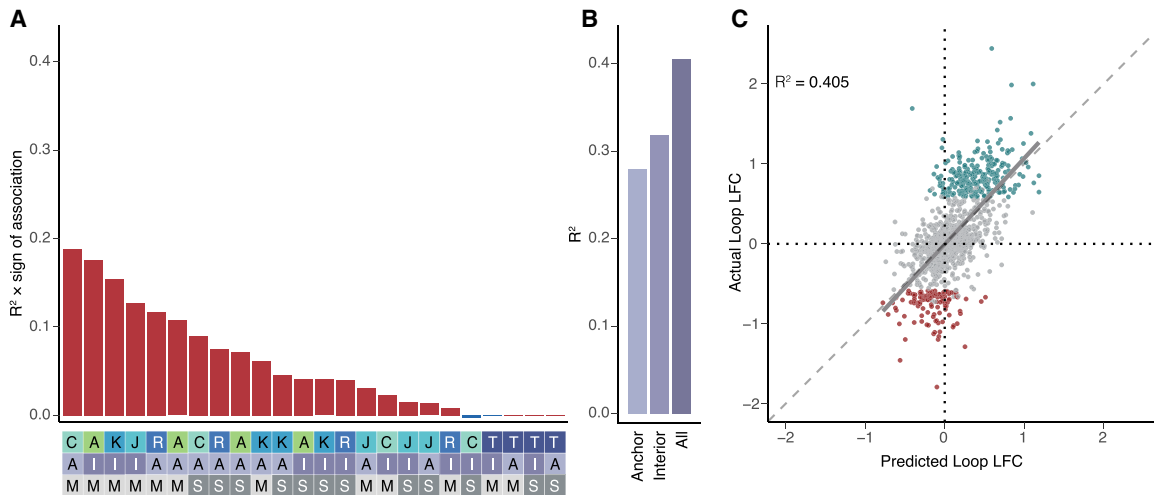 A
R² × sign of association
0.4
0.3
0.2
0.1
0.0
C A K J R A C R A K K A K R J C J J R C T T T T
A I I I A A A A A A A I I I A I I A I I I I A I A
M M M M M M S S S M S S S S M M S S M S M M S S
B
R²
0.4
0.3
0.2
0.1
0.0
Anchor
Interior
All
C
R² = 0.405
Actual Loop LFC
2
1
0
−1
−2
−2
−1
0
1
2
Predicted Loop LFC